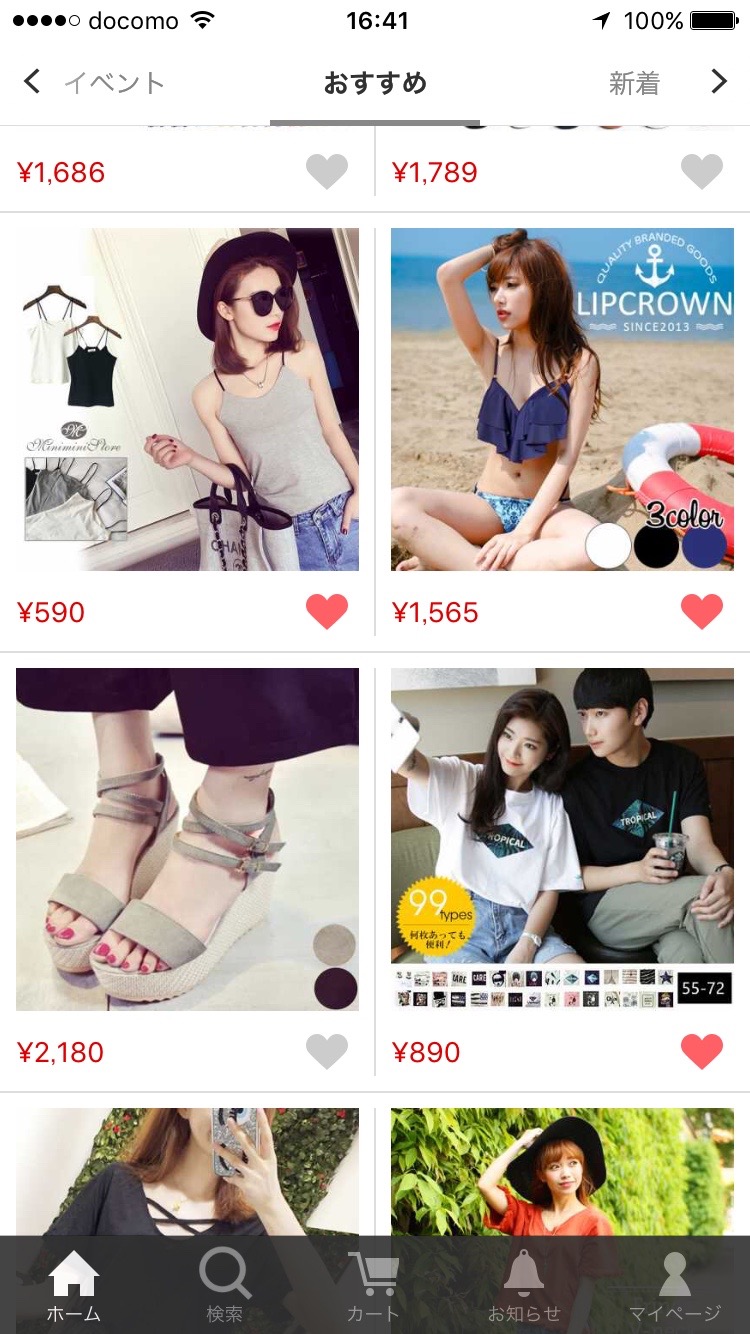 docomo 16:41 100%
イベント おすすめ 新着
¥1,686 ¥1,789
MiniminiStore
CHAN
QUALITY BRANDED GOODS
LIPCROWN
SINCE2013
3color
¥590 ¥1,565
TROPICAL
TROPICAL
99types
何枚あっても
便利!
55-72
¥2,180 ¥890
ホーム 検索 カート お知らせ マイページ